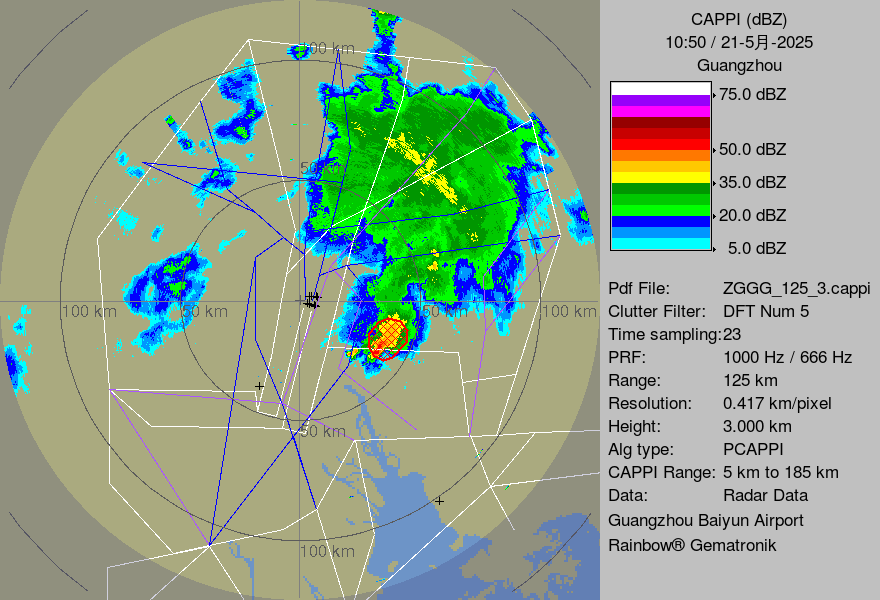 CAPPI (dBZ)
10:50 / 21-5月-2025
Guangzhou
75.0 dBZ
50.0 dBZ
35.0 dBZ
20.0 dBZ
5.0 dBZ
Pdf File: ZGGG_125_3.cappi
Clutter Filter: DFT Num 5
Time sampling:23
PRF: 1000 Hz / 666 Hz
Range: 125 km
Resolution: 0.417 km/pixel
Height: 3.000 km
Alg type: PCAPPI
CAPPI Range: 5 km to 185 km
Data: Radar Data
Guangzhou Baiyun Airport
Rainbow® Gematronik
100 km
50 km
100 km
50 km
50 km
100 km
50 km
100 km